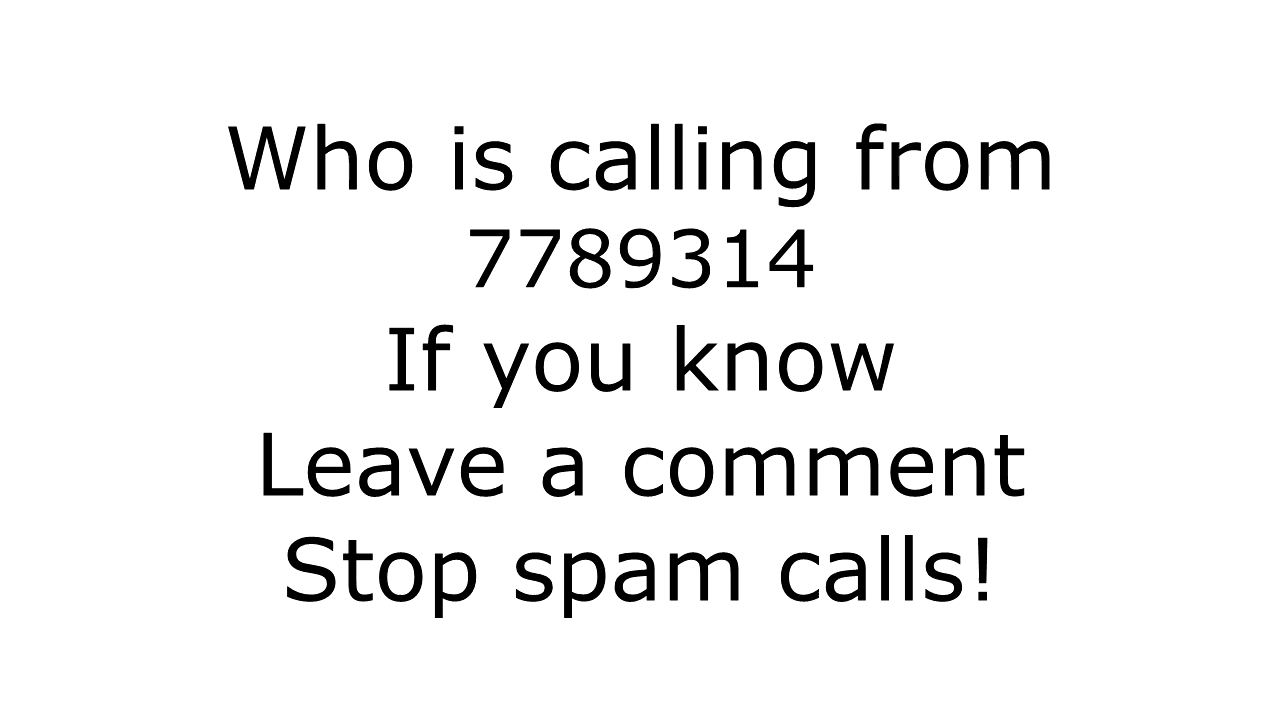 Who is calling from
7789314
If you know
Leave a comment
Stop spam calls!